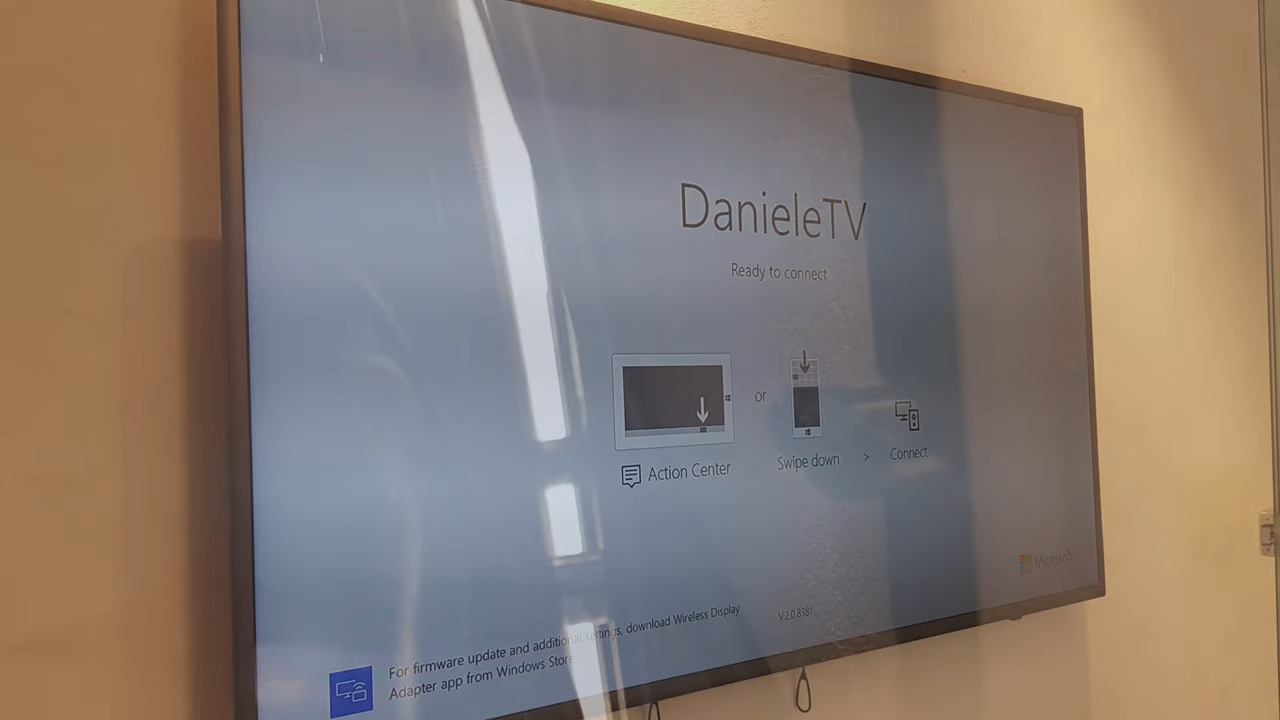 DanieleTV
Ready to connect
or
Action Center
Swipe down
>
Connect
Microsoft
For firmware update and additional settings, download Wireless Display
Adapter app from Windows Store
V2.0.8381